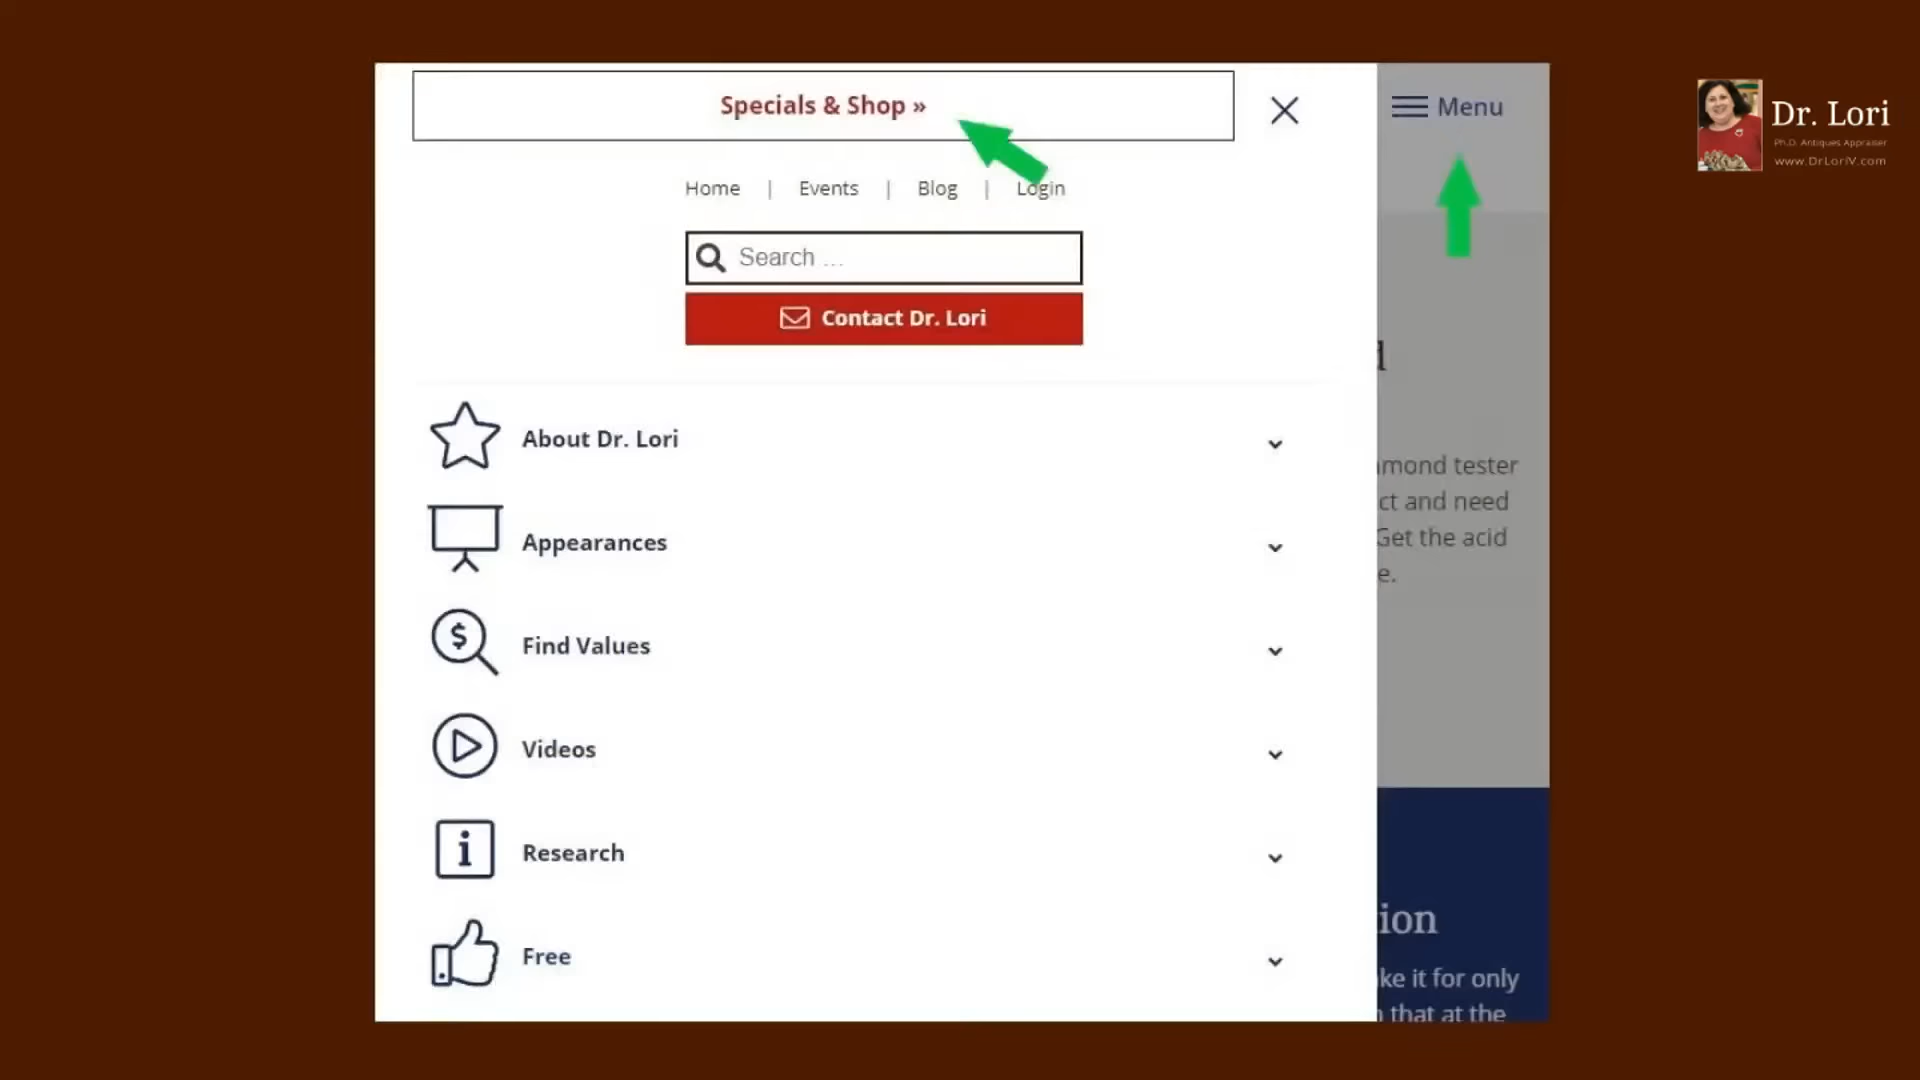 Specials & Shop »
Menu
Home | Events | Blog | Login
Search ...
Contact Dr. Lori
About Dr. Lori
Appearances
Find Values
Videos
Research
Free
tester
ct and need
Get the acid
e.
ion
ke it for only
that at the
Dr. Lori
Ph.D. Antiques Appraiser
www.DrLoriV.com